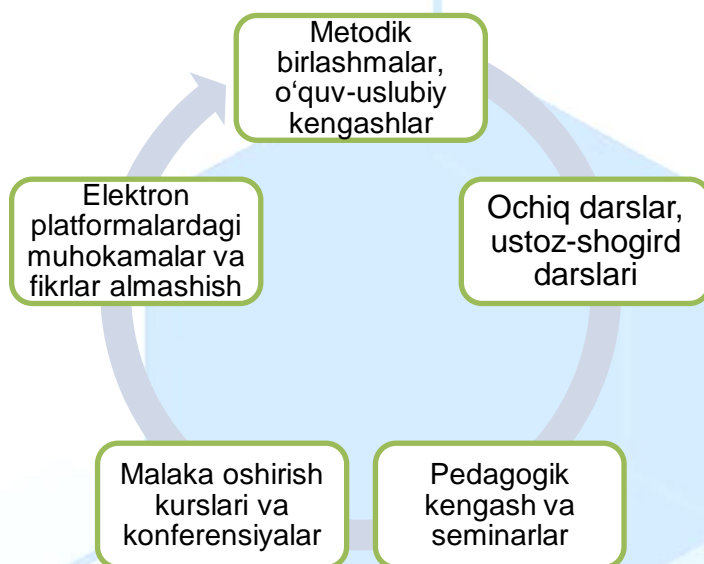 Metodik
birlashmalar,
o‘quv-uslubiy
kengashlar
Ochiq darslar,
ustoz-shogird
darslari
Pedagogik
kengash va
seminarlar
Malaka oshirish
kurslari va
konferensiyalar
Elektron
platformalardagi
muhokamalar va
fikrlar almashish